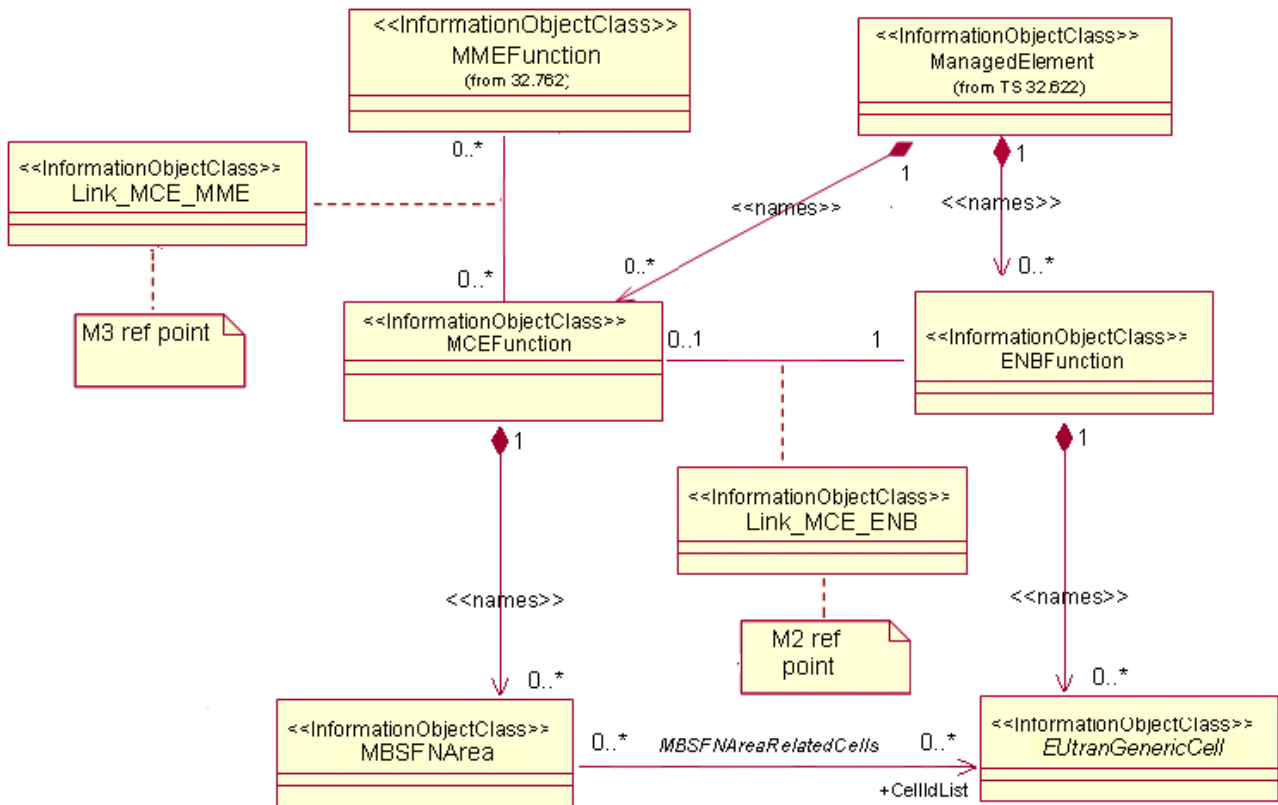 <<InformationObjectClass>>
MMEFunction
(from 32.762)
<<InformationObjectClass>>
ManagedElement
(from TS 32.622)
0..*
1
1
<<InformationObjectClass>>
Link_MCE_MME
<<names>>
<<names>>
0..*
0..*
0..*
M3 ref point
<<InformationObjectClass>>
MCEFunction
0..1
1
<<InformationObjectClass>>
ENBFunction
1
1
<<InformationObjectClass>>
Link_MCE_ENB
<<names>>
<<names>>
M2 ref
point
0..*
0..*
<<InformationObjectClass>>
MBSFNArea
0..*
MBSFNAreaRelatedCells
0..*
+CellIdList
<<InformationObjectClass>>
EUtranGenericCell